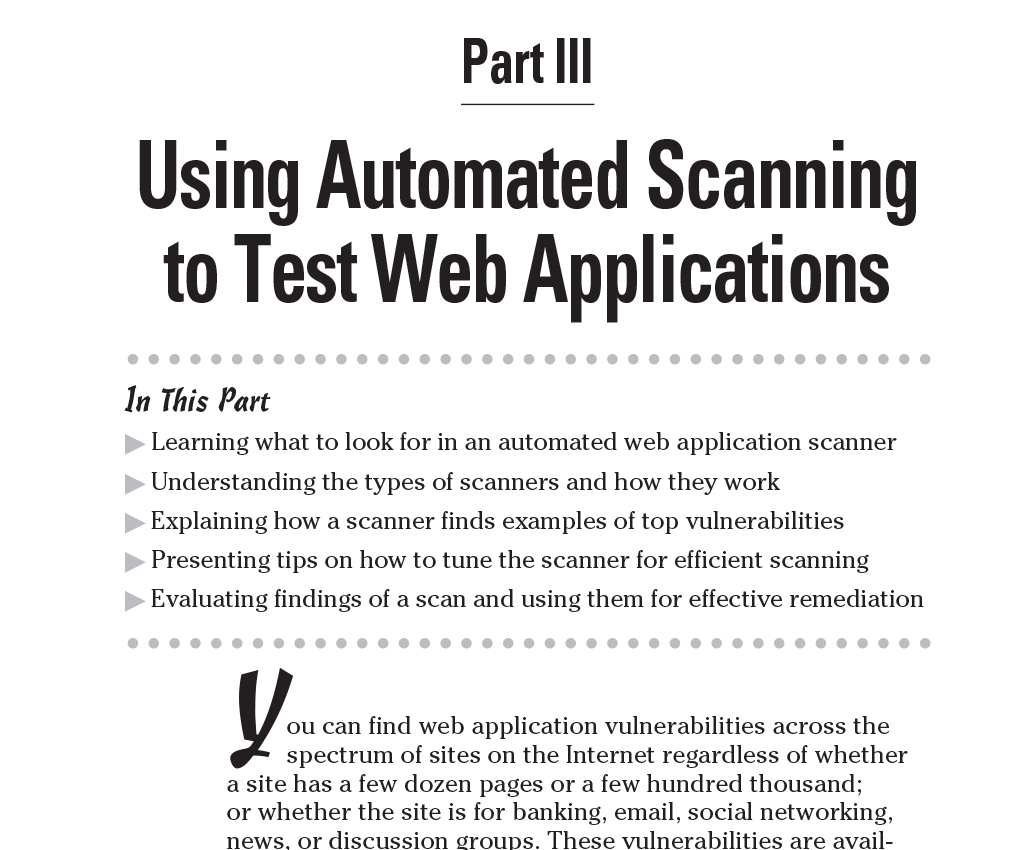 Part III
Using Automated Scanning
to Test Web Applications
In This Part
Learning what to look for in an automated web application scanner
Understanding the types of scanners and how they work
Explaining how a scanner finds examples of top vulnerabilities
Presenting tips on how to tune the scanner for efficient scanning
Evaluating findings of a scan and using them for effective remediation
You can find web application vulnerabilities across the
spectrum of sites on the Internet regardless of whether
a site has a few dozen pages or a few hundred thousand;
or whether the site is for banking, email, social networking,
news, or discussion groups. These vulnerabilities are avail-